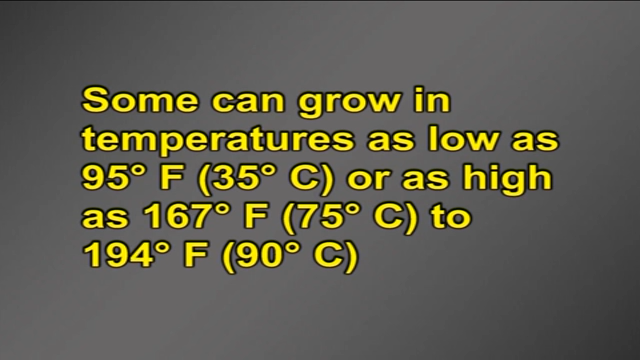 Some can grow in
temperatures as low as
95° F (35° C) or as high
as 167° F (75° C) to
194° F (90° C)